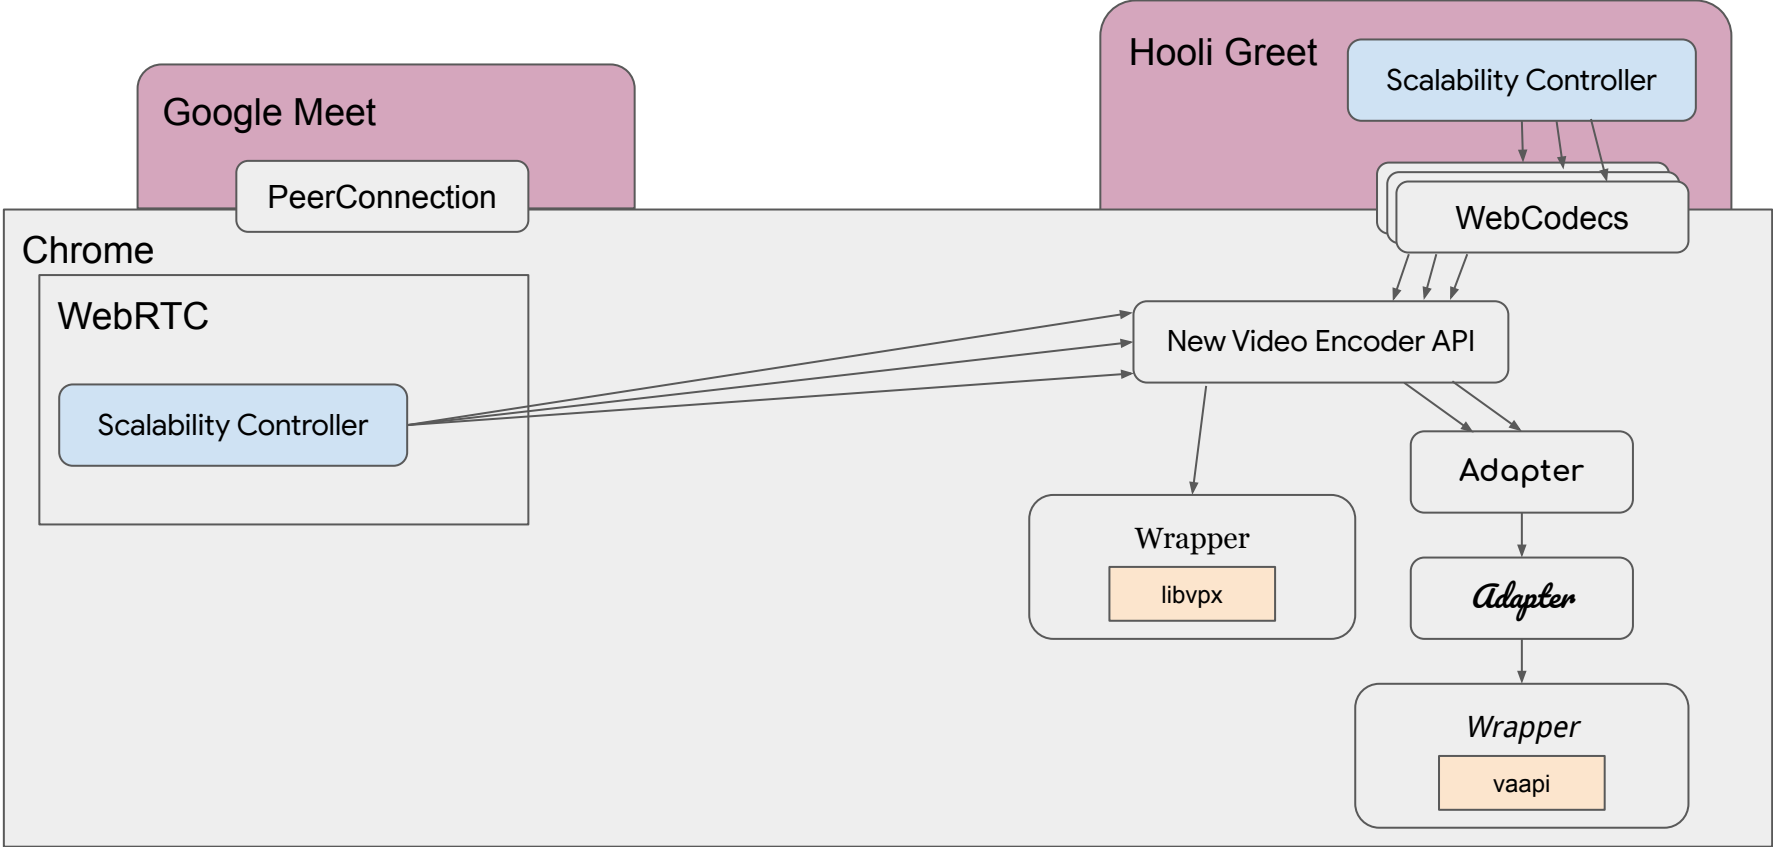 Hooli Greet
Scalability Controller
Google Meet
PeerConnection
WebCodecs
Chrome
WebRTC
New Video Encoder API
Scalability Controller
Adapter
Wrapper
libvpx
Adapter
Wrapper
vaapi